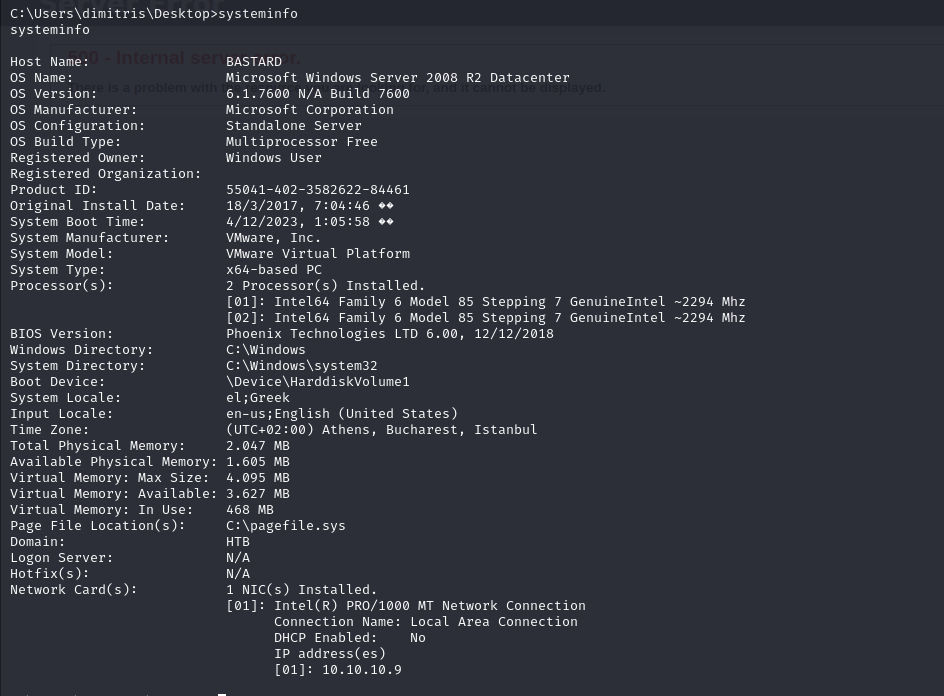 C:\Users\dimitris\Desktop>systeminfo
systeminfo
500 - Internal server error.
Host Name: BASTARD
OS Name: Microsoft Windows Server 2008 R2 Datacenter
OS Version: 6.1.7600 N/A Build 7600
OS Manufacturer: Microsoft Corporation
OS Configuration: Standalone Server
OS Build Type: Multiprocessor Free
Registered Owner: Windows User
Registered Organization:
Product ID: 55041-402-3582622-84461
Original Install Date: 18/3/2017, 7:04:46 ��
System Boot Time: 4/12/2023, 1:05:58 ��
System Manufacturer: VMware, Inc.
System Model: VMware Virtual Platform
System Type: x64-based PC
Processor(s): 2 Processor(s) Installed.
[01]: Intel64 Family 6 Model 85 Stepping 7 GenuineIntel ~2294 Mhz
[02]: Intel64 Family 6 Model 85 Stepping 7 GenuineIntel ~2294 Mhz
BIOS Version: Phoenix Technologies LTD 6.00, 12/12/2018
Windows Directory: C:\Windows
System Directory: C:\Windows\system32
Boot Device: \Device\HarddiskVolume1
System Locale: el;Greek
Input Locale: en-us;English (United States)
Time Zone: (UTC+02:00) Athens, Bucharest, Istanbul
Total Physical Memory: 2.047 MB
Available Physical Memory: 1.605 MB
Virtual Memory: Max Size: 4.095 MB
Virtual Memory: Available: 3.627 MB
Virtual Memory: In Use: 468 MB
Page File Location(s): C:\pagefile.sys
Domain: HTB
Logon Server: N/A
Hotfix(s): N/A
Network Card(s): 1 NIC(s) Installed.
[01]: Intel(R) PRO/1000 MT Network Connection
Connection Name: Local Area Connection
DHCP Enabled: No
IP address(es)
[01]: 10.10.10.9